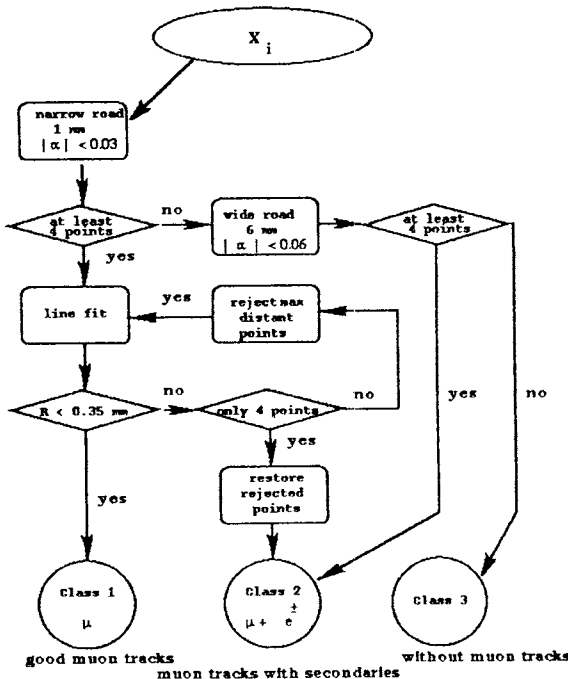 X i
narrow road
1 mm
| α | < 0.03
at least
4 points
no
wide road
6 mm
| α | < 0.06
at least
4 points
yes
line fit
yes
reject max
distant
points
R < 0.35 mm
no
only 4 points
no
yes
no
yes
yes
restore
rejected
points
Class 1
μ
Class 2
μ + e±
Class 3
good muon tracks
muon tracks with secondaries
without muon tracks